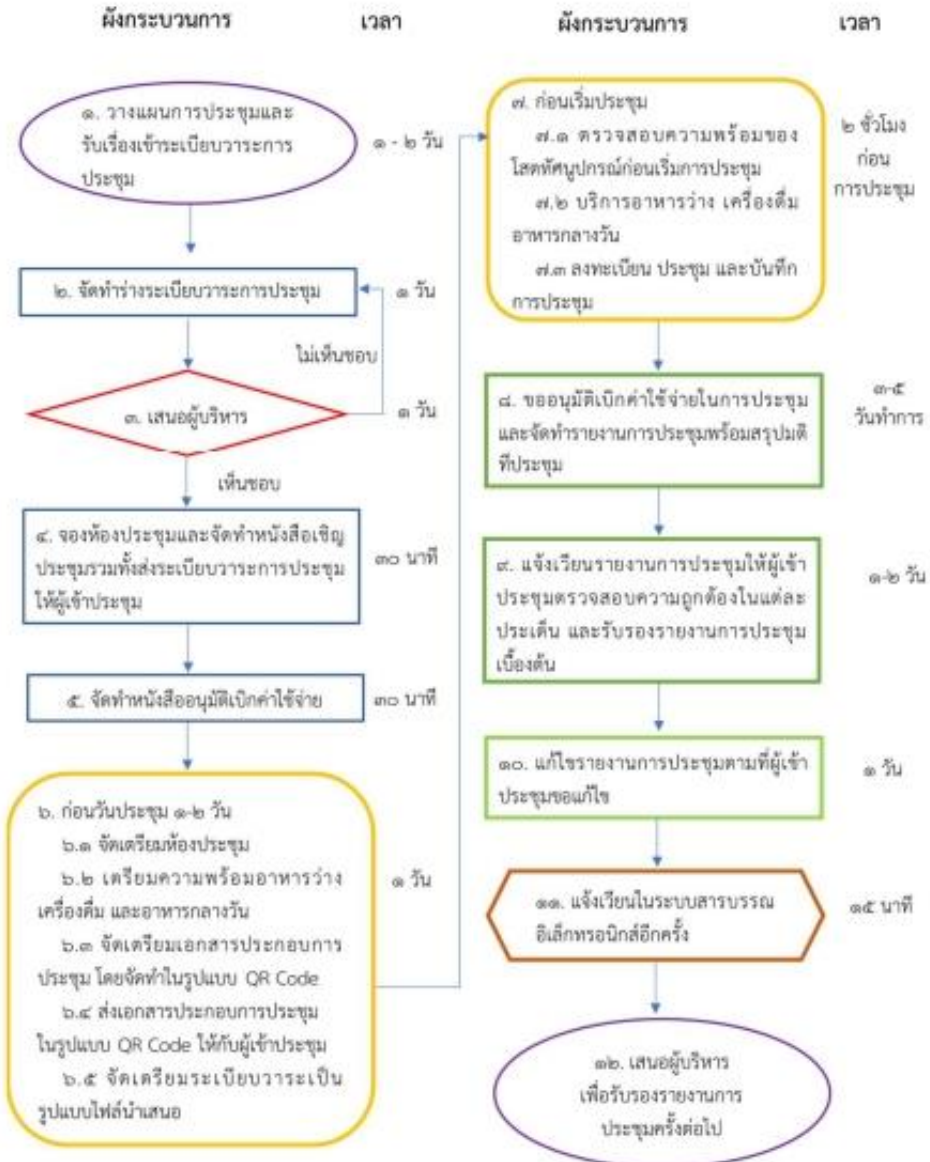 ผังกระบวนการ
เวลา
๑. วางแผนการประชุมและ
รับเรื่องเข้าระเบียบวาระการ
ประชุม
๑ - ๒ วัน
๒. จัดทำร่างระเบียบวาระการประชุม
๑ วัน
ไม่เห็นชอบ
๓. เสนอผู้บริหาร
๑ วัน
เห็นชอบ
๔. จองห้องประชุมและจัดทำหนังสือเชิญ
ประชุมรวมทั้งส่งระเบียบวาระการประชุม
ให้ผู้เข้าประชุม
๓๐ นาที
๕. จัดทำหนังสืออนุมัติเบิกค่าใช้จ่าย
๓๐ นาที
๖. ก่อนวันประชุม ๑-๒ วัน
๖.๑ จัดเตรียมห้องประชุม
๖.๒ เตรียมความพร้อมอาหารว่าง
เครื่องดื่ม และอาหารกลางวัน
๖.๓ จัดเตรียมเอกสารประกอบการ
ประชุม โดยจัดทำในรูปแบบ QR Code
๖.๔ ส่งเอกสารประกอบการประชุม
ในรูปแบบ QR Code ให้กับผู้เข้าประชุม
๖.๕ จัดเตรียมระเบียบวาระเป็น
รูปแบบไฟล์นำเสนอ
๑ วัน
ผังกระบวนการ
เวลา
๗. ก่อนเริ่มประชุม
๗.๑ ตรวจสอบความพร้อมของ
โสตทัศนูปกรณ์ก่อนเริ่มการประชุม
๗.๒ บริการอาหารว่าง เครื่องดื่ม
อาหารกลางวัน
๗.๓ ลงทะเบียน ประชุม และบันทึก
การประชุม
๒ ชั่วโมง
ก่อน
การประชุม
๘. ขออนุมัติเบิกค่าใช้จ่ายในการประชุม
และจัดทำรายงานการประชุมพร้อมสรุปมติ
ที่ประชุม
๓-๕
วันทำการ
๙. แจ้งเวียนรายงานการประชุมให้ผู้เข้า
ประชุมตรวจสอบความถูกต้องในแต่ละ
ประเด็น และรับรองรายงานการประชุม
เบื้องต้น
๑-๒ วัน
๑๐. แก้ไขรายงานการประชุมตามที่ผู้เข้า
ประชุมขอแก้ไข
๑ วัน
๑๑. แจ้งเวียนในระบบสารบรรณ
อิเล็กทรอนิกส์อีกครั้ง
๑๕ นาที
๑๒. เสนอผู้บริหาร
เพื่อรับรองรายงานการ
ประชุมครั้งต่อไป